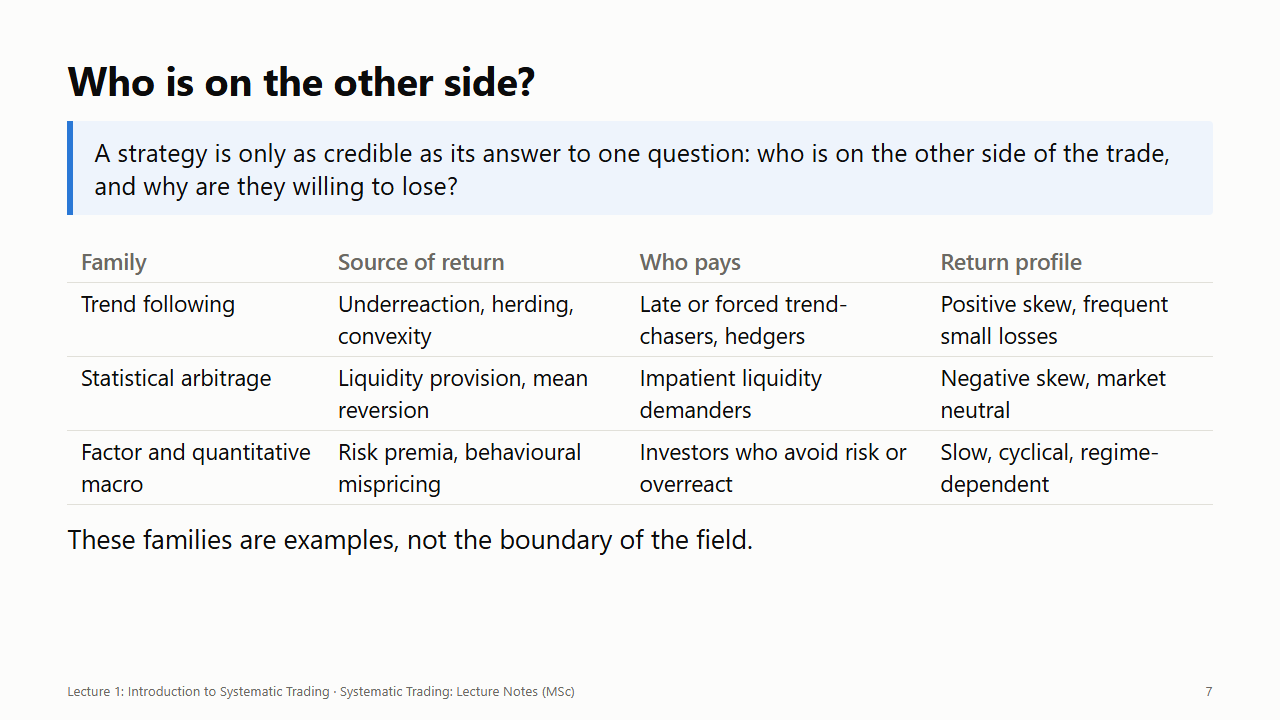 Who is on the other side?
A strategy is only as credible as its answer to one question: who is on the other side of the trade,
and why are they willing to lose?
Family Source of return Who pays Return profile
Trend following Underreaction, herding, Late or forced trend- Positive skew, frequent
convexity chasers, hedgers small losses
Statistical arbitrage Liquidity provision, mean Impatient liquidity Negative skew, market
reversion demanders neutral
Factor and quantitative Risk premia, behavioural Investors who avoid risk or Slow, cyclical, regime-
macro mispricing overreact dependent
These families are examples, not the boundary of the field.
Lecture 1: Introduction to Systematic Trading · Systematic Trading: Lecture Notes (MSc) 7